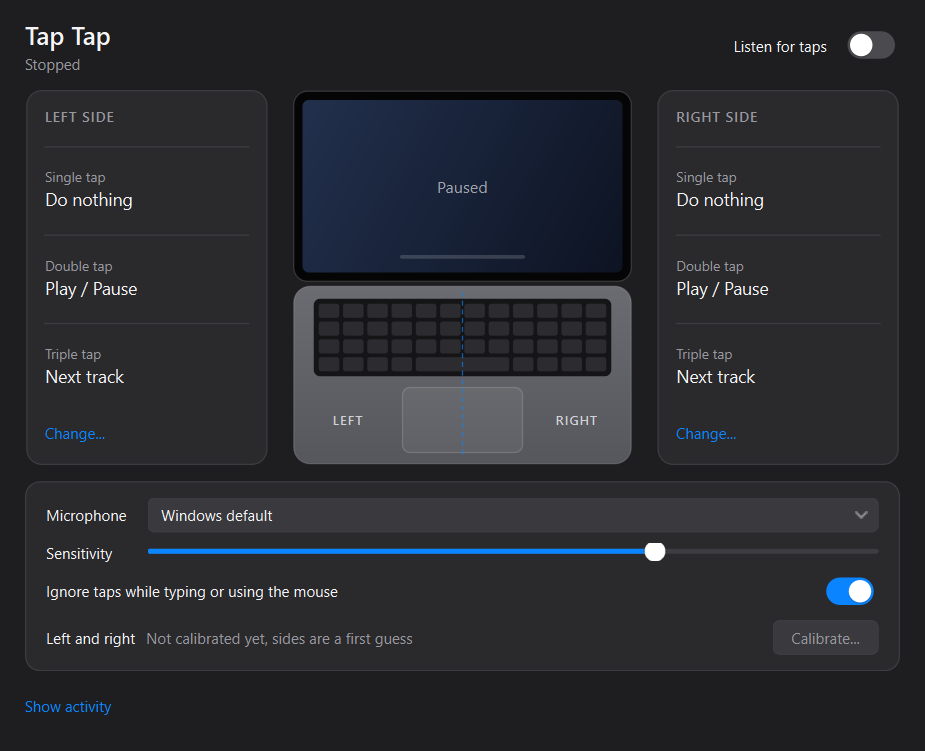 Tap Tap
Stopped
Listen for taps
LEFT SIDE
Single tap
Do nothing
Double tap
Play / Pause
Triple tap
Next track
Change...
Paused
LEFT
RIGHT
RIGHT SIDE
Single tap
Do nothing
Double tap
Play / Pause
Triple tap
Next track
Change...
Microphone
Windows default
Sensitivity
Ignore taps while typing or using the mouse
Left and right
Not calibrated yet, sides are a first guess
Calibrate...
Show activity